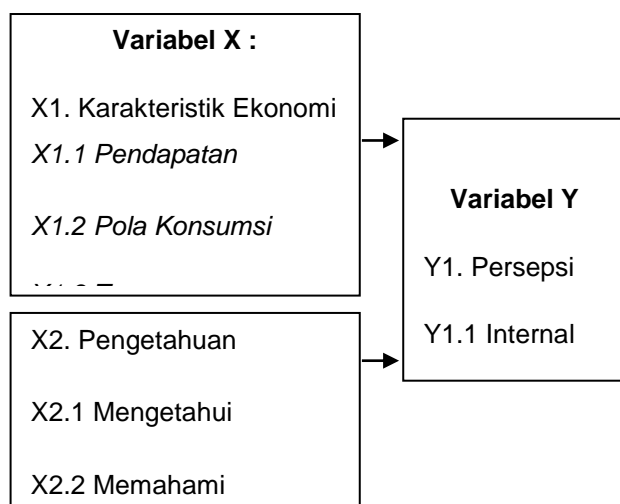 Variabel X :
X1. Karakteristik Ekonomi
X1.1 Pendapatan
X1.2 Pola Konsumsi
X2. Pengetahuan
X2.1 Mengetahui
X2.2 Memahami
Variabel Y
Y1. Persepsi
Y1.1 Internal